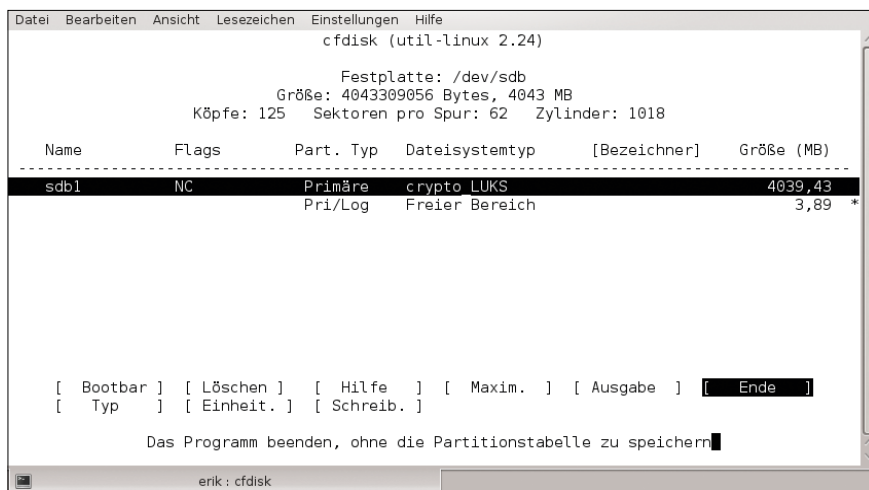 Datei Bearbeiten Ansicht Lesezeichen Einstellungen Hilfe
cfdisk (util-linux 2.24)
Festplatte: /dev/sdb
Größe: 4043309056 Bytes, 4043 MB
Köpfe: 125 Sektoren pro Spur: 62 Zylinder: 1018
Name Flags Part. Typ Dateisystemtyp [Bezeichner] Größe (MB)
sdb1 NC Primäre crypto_LUKS 4039,43
Pri/Log Freier Bereich 3,89 *
[ Bootbar ] [ Löschen ] [ Hilfe ] [ Maxim. ] [ Ausgabe ] [ Ende ]
[ Typ ] [ Einheit. ] [ Schreib. ]
Das Programm beenden, ohne die Partitionstabelle zu speichern
erik : cfdisk